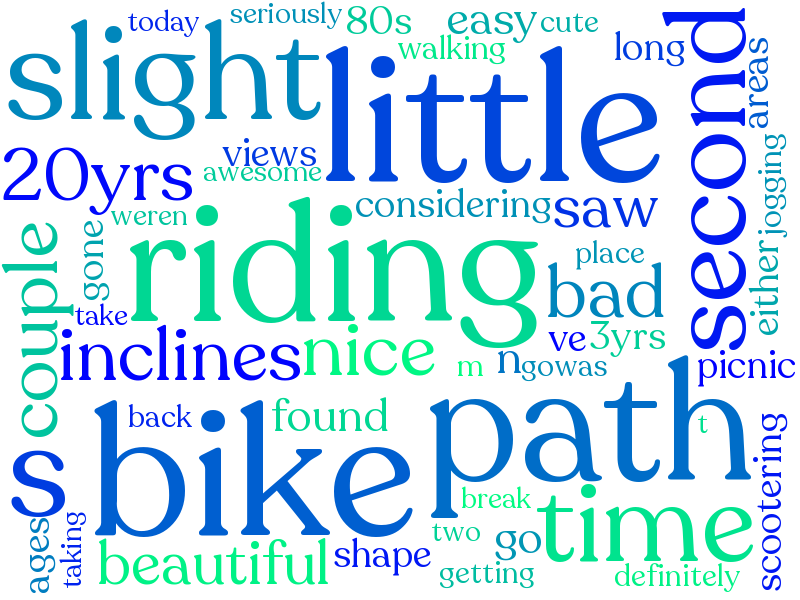 today
seriously
80s
easy
cute
walking
long
slight
little
second
areas
views
awesome
20yrs
weren
considering
saw
jogging
gone
riding
place
couple
take
bad
either
inclines
nice
ve
3yrs
m
n
gowas
picnic
back
found
path
t
s
bike
break
time
scootering
ages
taking
beautiful
shape
two
go
getting
definitely